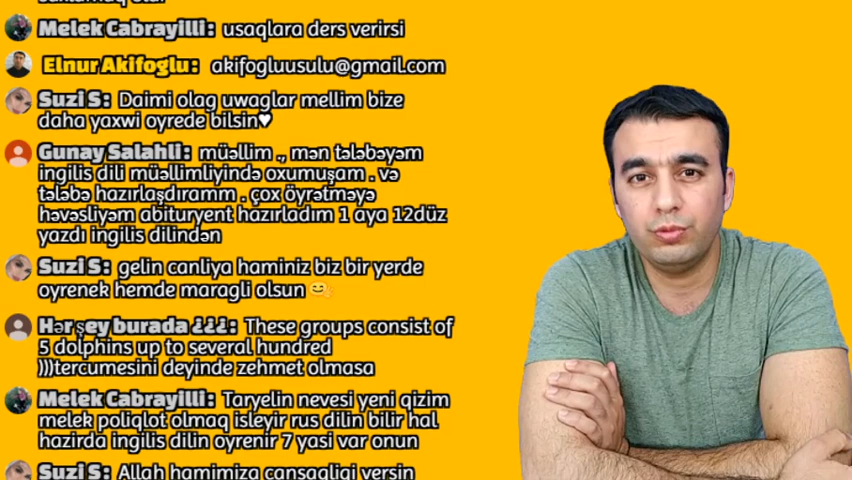 Melek Cabrayilli: usaqlara ders verirsi
Elnur Akifoglu: akifogluusulu@gmail.com
Suzi S: Daimi olaq uwaglar mellim bize
daha yaxwi oyrede bilsin♥
Gunay Salahli: müəllim ., mən tələbəyəm
ingilis dili müəllimliyində oxumuşam . və
tələbə hazırlaşdıramm . çox öyrətməyə
həvəsliyəm abituryent hazırladım 1 aya 12düz
yazdı ingilis dilindən
Suzi S: gelin canliya haminiz biz bir yerde
oyrenek hemde maragli olsun 😊
Hər şey burada ¿¿¿: These groups consist of
5 dolphins up to several hundred
)))tercumesini deyinde zehmet olmasa
Melek Cabrayilli: Taryelin nevesi yeni qizim
melek poliqlot olmaq isleyir rus dilin bilir hal
hazirda ingilis dilin oyrenir 7 yasi var onun
Suzi S: Allah hamimiza cansagligi versin